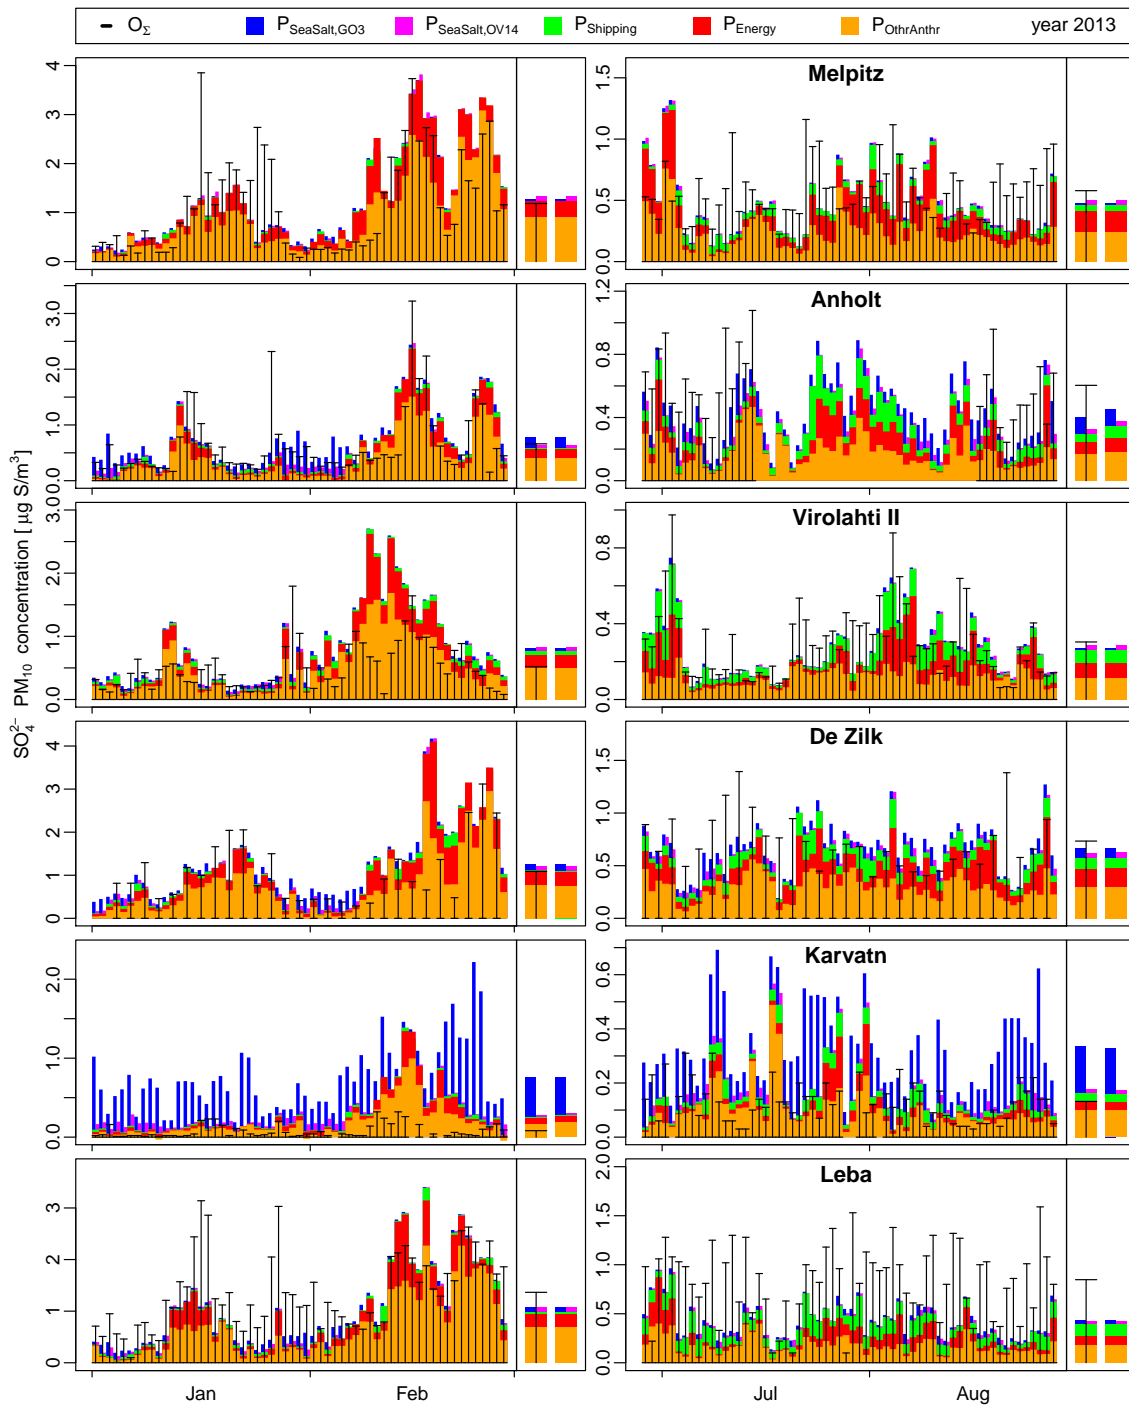 O_Σ P_SeaSalt,GO3 P_SeaSalt,OV14 P_Shipping P_Energy P_OthrAnthr year 2013
SO₄²⁻ PM₁₀ concentration [ μg S/m³]
0 1 2 3 4
Melpitz
0.0 0.5 1.0 1.5
0.0 1.0 2.0 3.0
Anholt
0.0 0.4 0.8 1.2
0.0 1.0 2.0 3.0
Virolahti II
0.0 0.4 0.8
0 1 2 3 4
De Zilk
0.0 0.5 1.0 1.5
0.0 1.0 2.0
Karvatn
0.0 0.2 0.4 0.6
0 1 2 3
Leba
0.0 0.5 1.0 1.5 2.0
Jan Feb Jul Aug